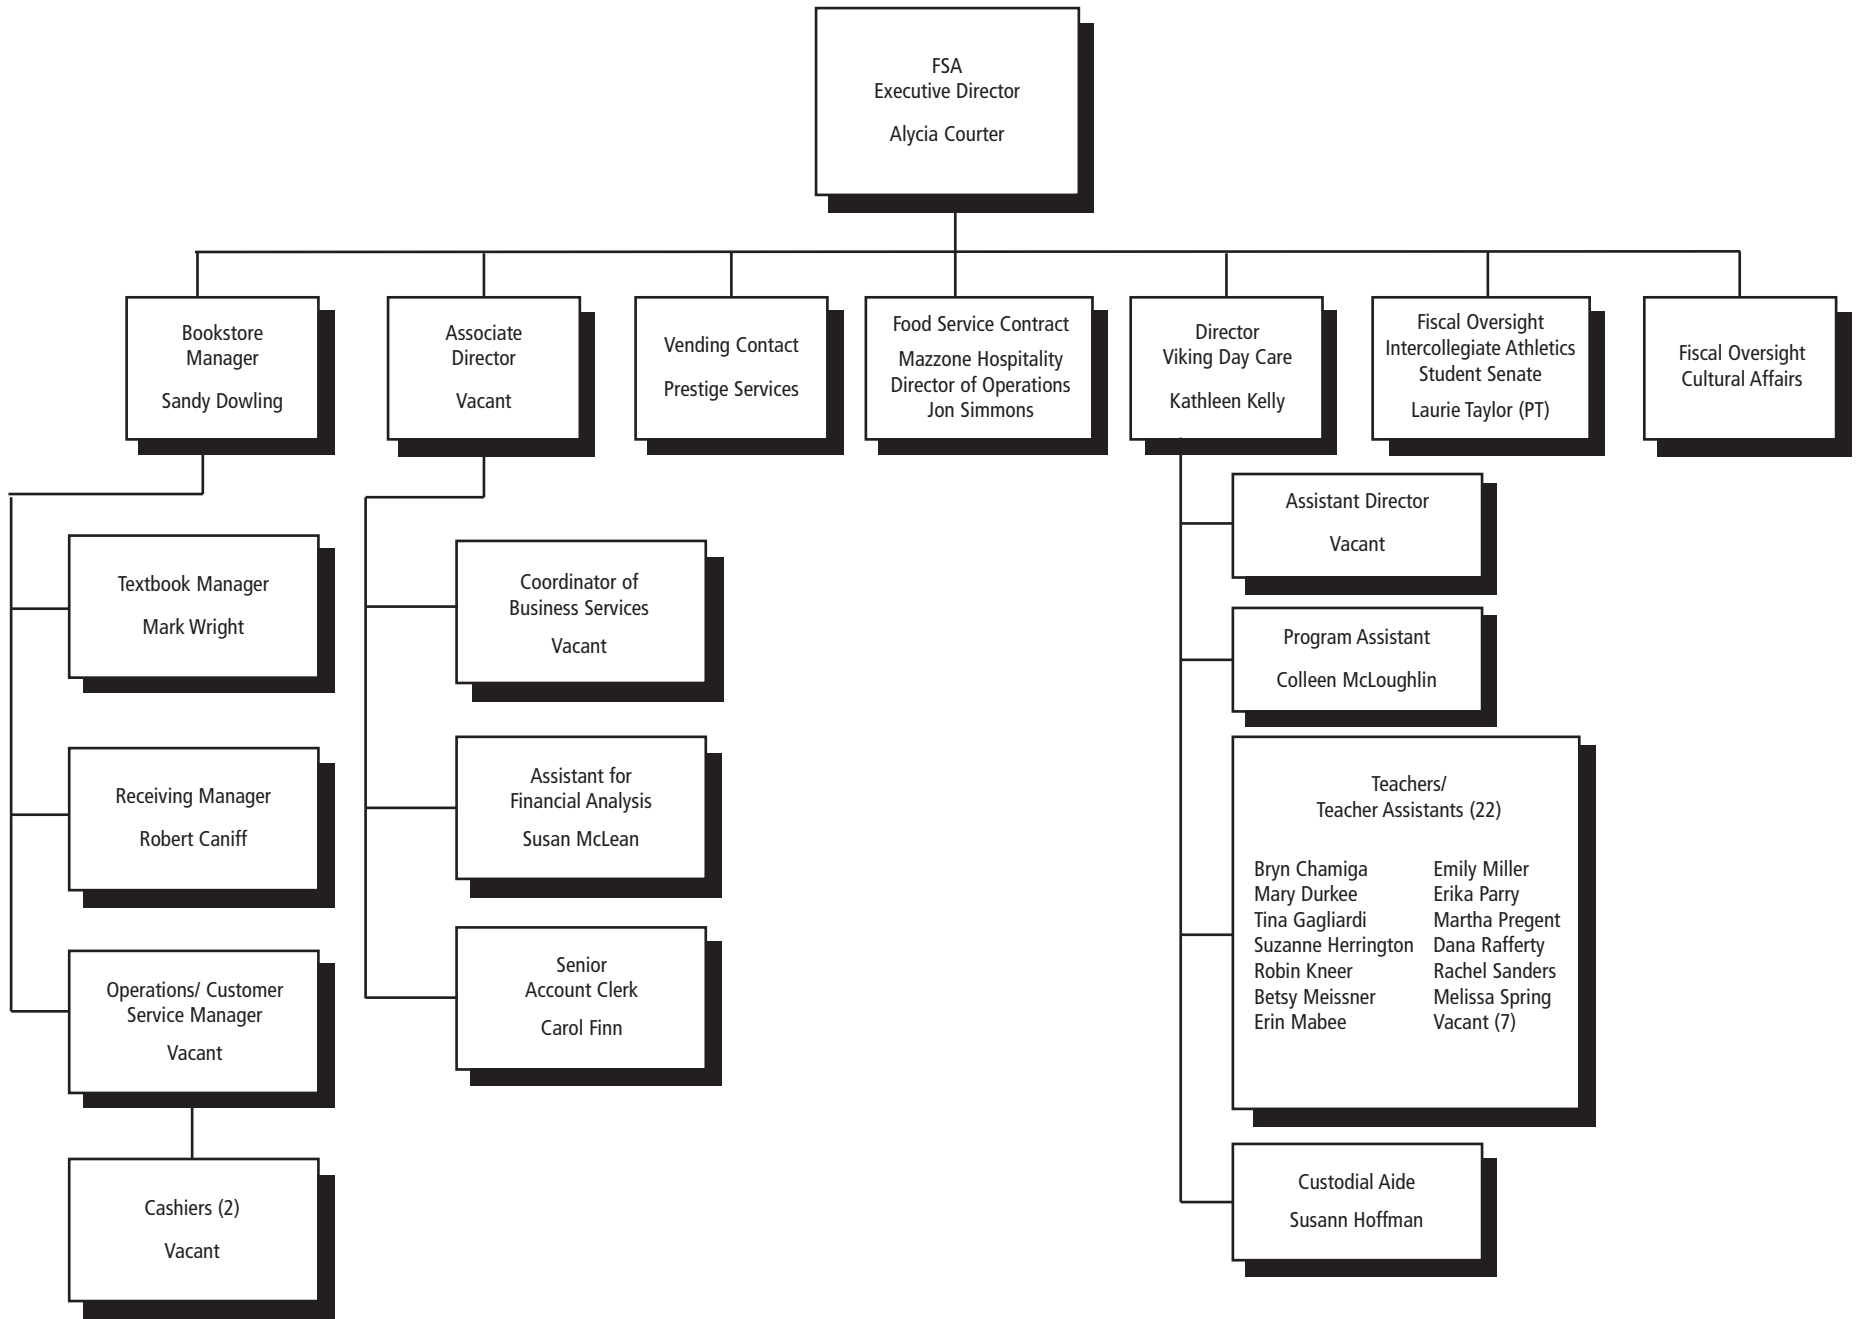 FSA
Executive Director
Alycia Courter
Bookstore
Manager
Sandy Dowling
Associate
Director
Vacant
Vending Contact
Prestige Services
Food Service Contract
Mazzone Hospitality
Director of Operations
Jon Simmons
Director
Viking Day Care
Kathleen Kelly
Fiscal Oversight
Intercollegiate Athletics
Student Senate
Laurie Taylor (PT)
Fiscal Oversight
Cultural Affairs
Textbook Manager
Mark Wright
Receiving Manager
Robert Caniff
Operations/ Customer
Service Manager
Vacant
Cashiers (2)
Vacant
Coordinator of
Business Services
Vacant
Assistant for
Financial Analysis
Susan McLean
Senior
Account Clerk
Carol Finn
Assistant Director
Vacant
Program Assistant
Colleen McLoughlin
Teachers/
Teacher Assistants (22)
Bryn Chamiga
Mary Durkee
Tina Gagliardi
Suzanne Herrington
Robin Kneer
Betsy Meissner
Erin Mabee
Emily Miller
Erika Parry
Martha Pregent
Dana Rafferty
Rachel Sanders
Melissa Spring
Vacant (7)
Custodial Aide
Susann Hoffman